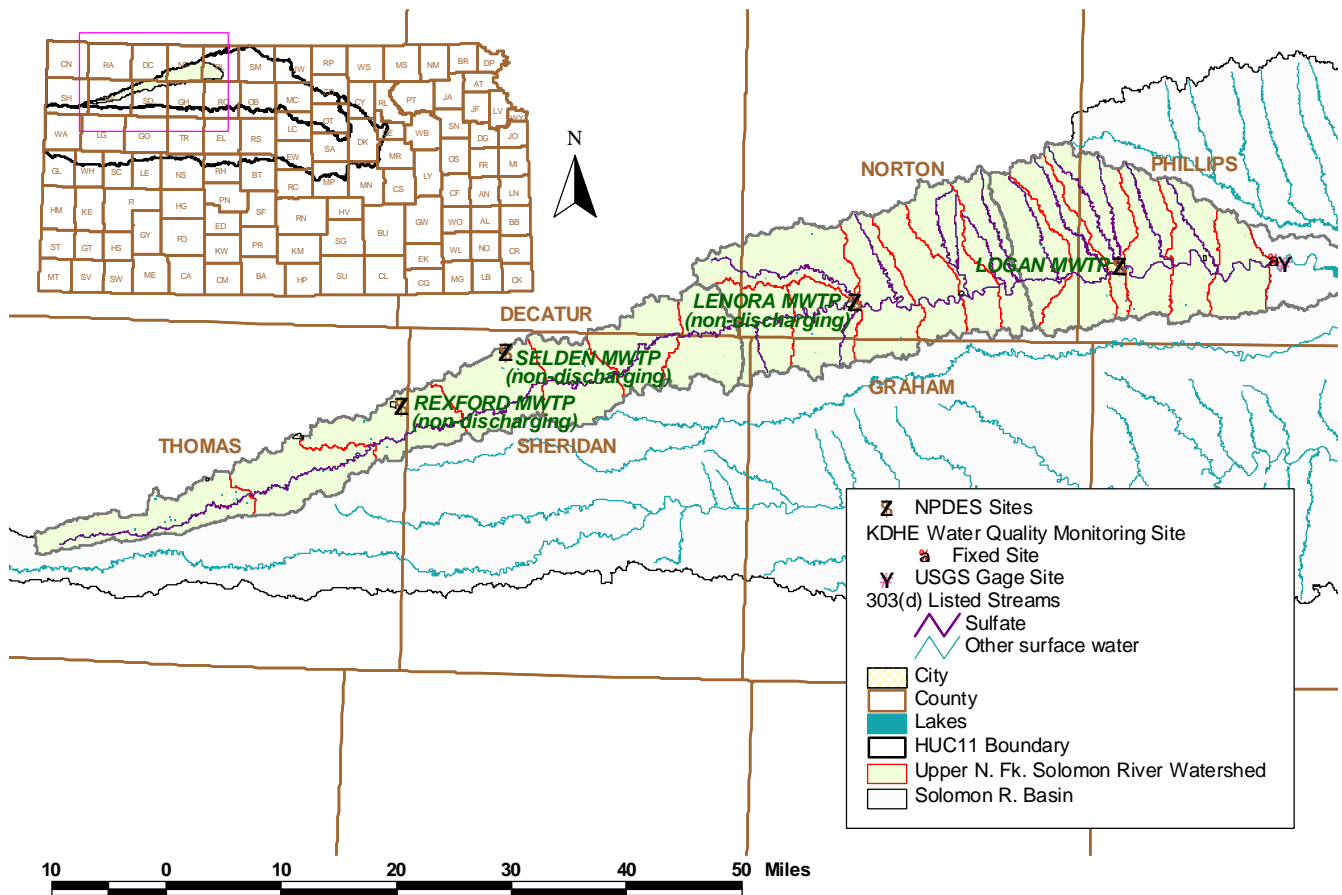 CN RA DC SM JW RP WS MS NM BR DP
SH SD GH RO OB MC CY RL PT JA AT JF LV
WA LG GO TR EL RS LC OT SA DK WB SN DG JO
GL WH SC LE NS RH BT EW RC MP MN MR CS LY OS FR MI
HM KE FI HG PN SF RN HV CF AN LN
GY FO ED SG BU GW WO AL BB
ST GT HS KW PR KM EK WL NO CR
MT SV SW ME CA CM BA HP SU CL CQ MG LB CK
N
NORTON
PHILLIPS
LOGAN MWTP
LENORA MWTP
(non-discharging)
DECATUR
SELDEN MWTP
(non-discharging)
GRAHAM
REXFORD MWTP
(non-discharging)
THOMAS
SHERIDAN
Z NPDES Sites
KDHE Water Quality Monitoring Site
a Fixed Site
Y USGS Gage Site
303(d) Listed Streams
Sulfate
Other surface water
City
County
Lakes
HUC11 Boundary
Upper N. Fk. Solomon River Watershed
Solomon R. Basin
10 0 10 20 30 40 50 Miles